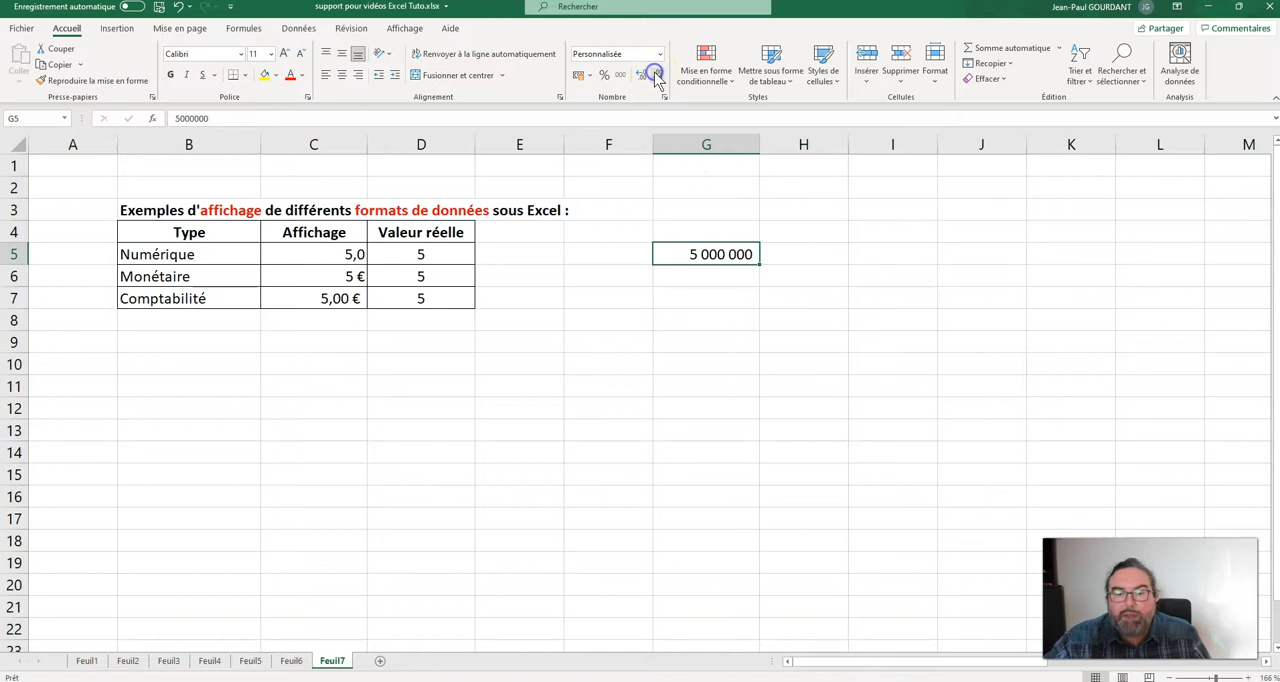 Enregistrement automatique
support pour vidéos Excel Tuto.xlsx
Rechercher
Jean-Paul GOURDANT JG
Fichier Accueil Insertion Mise en page Formules Données Révision Affichage Aide
Partager Commentaires
Coller
Couper
Copier
Reproduire la mise en forme
Presse-papiers
Calibri 11
G I S
Police
Renvoyer à la ligne automatiquement
Fusionner et centrer
Alignement
Personnalisée
% 000
Nombre
Mise en forme conditionnelle
Mettre sous forme de tableau
Styles de cellules
Styles
Insérer Supprimer Format
Cellules
Somme automatique
Recopier
Effacer
Trier et filtrer
Rechercher et sélectionner
Édition
Analyse de données
Analyse
G5 fx 5000000
A B C D E F G H I J K L M
1
2
3 Exemples d'affichage de différents formats de données sous Excel :
4 Type Affichage Valeur réelle
5 Numérique 5,0 5 5 000 000
6 Monétaire 5 € 5
7 Comptabilité 5,00 € 5
8
9
10
11
12
13
14
15
16
17
18
19
20
21
22
23
Feuil1 Feuil2 Feuil3 Feuil4 Feuil5 Feuil6 Feuil7
Prêt
166 %